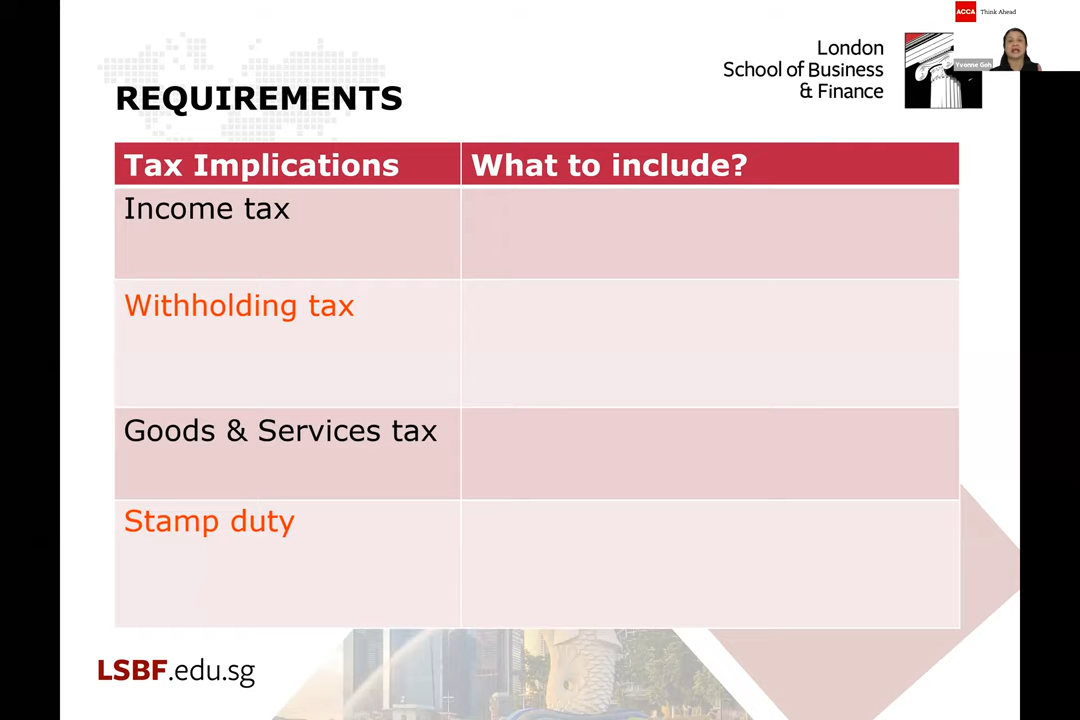 ACCA Think Ahead
London
School of Business
& Finance
Yvonne Goh
REQUIREMENTS
Tax Implications What to include?
Income tax
Withholding tax
Goods & Services tax
Stamp duty
LSBF.edu.sg